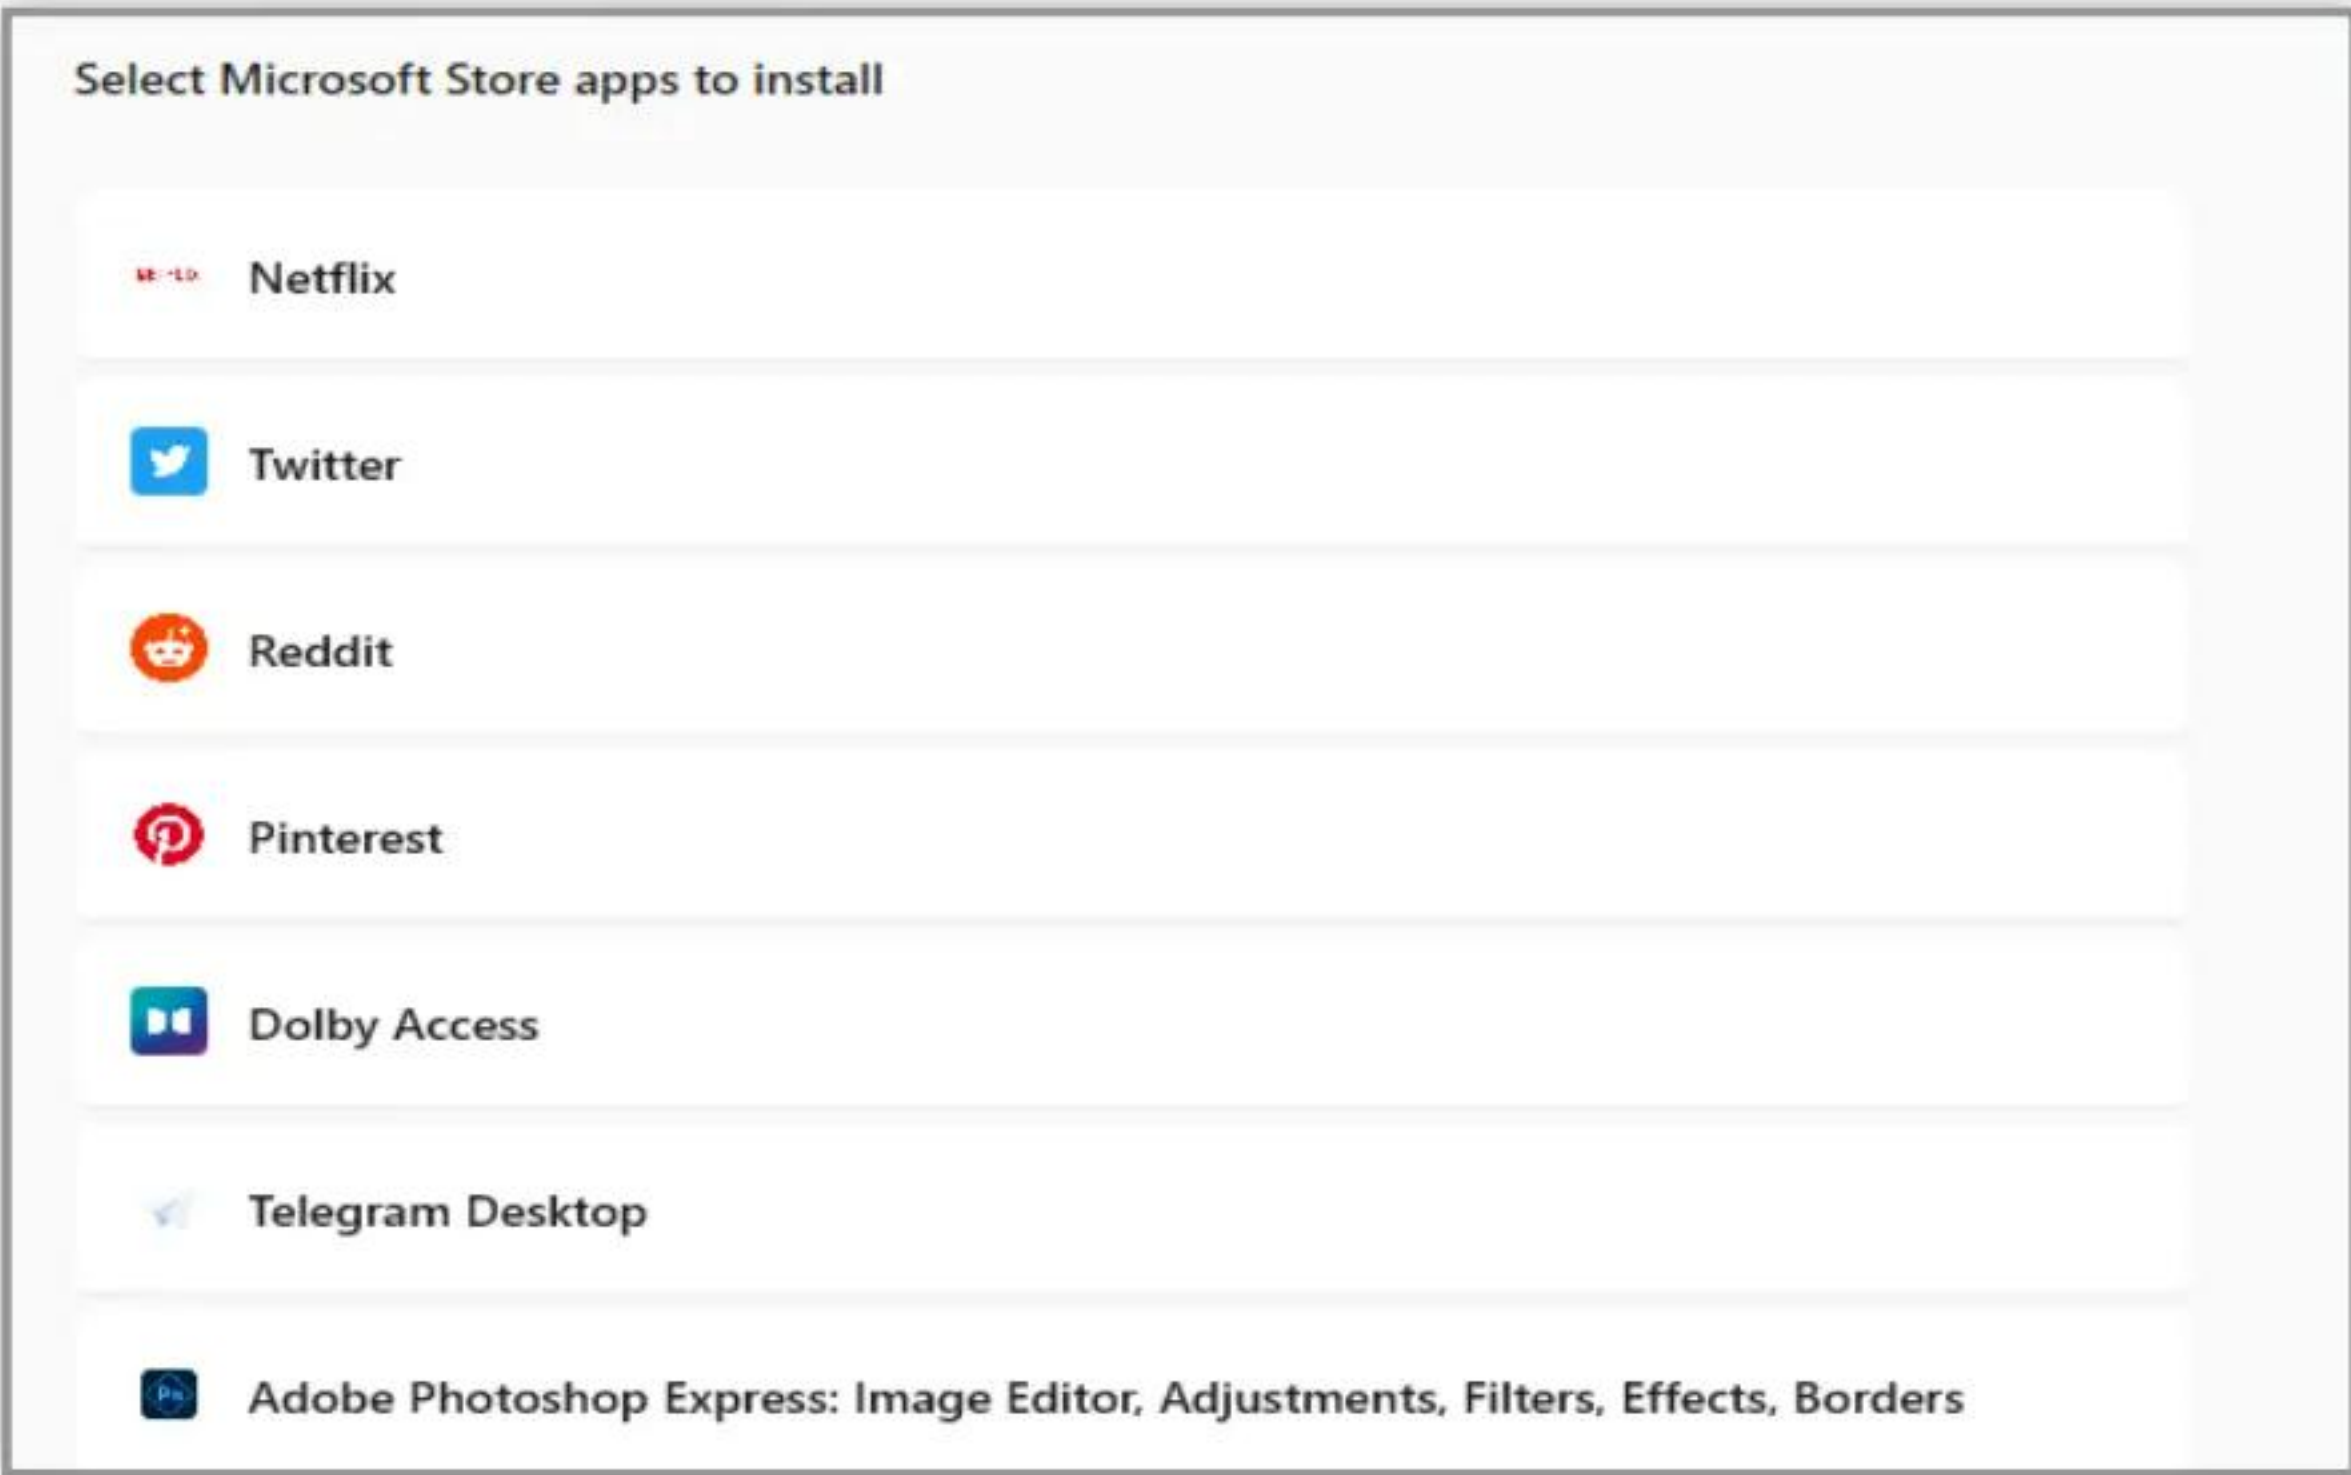 Select Microsoft Store apps to install
Netflix
Twitter
Reddit
Pinterest
Dolby Access
Telegram Desktop
Adobe Photoshop Express: Image Editor, Adjustments, Filters, Effects, Borders